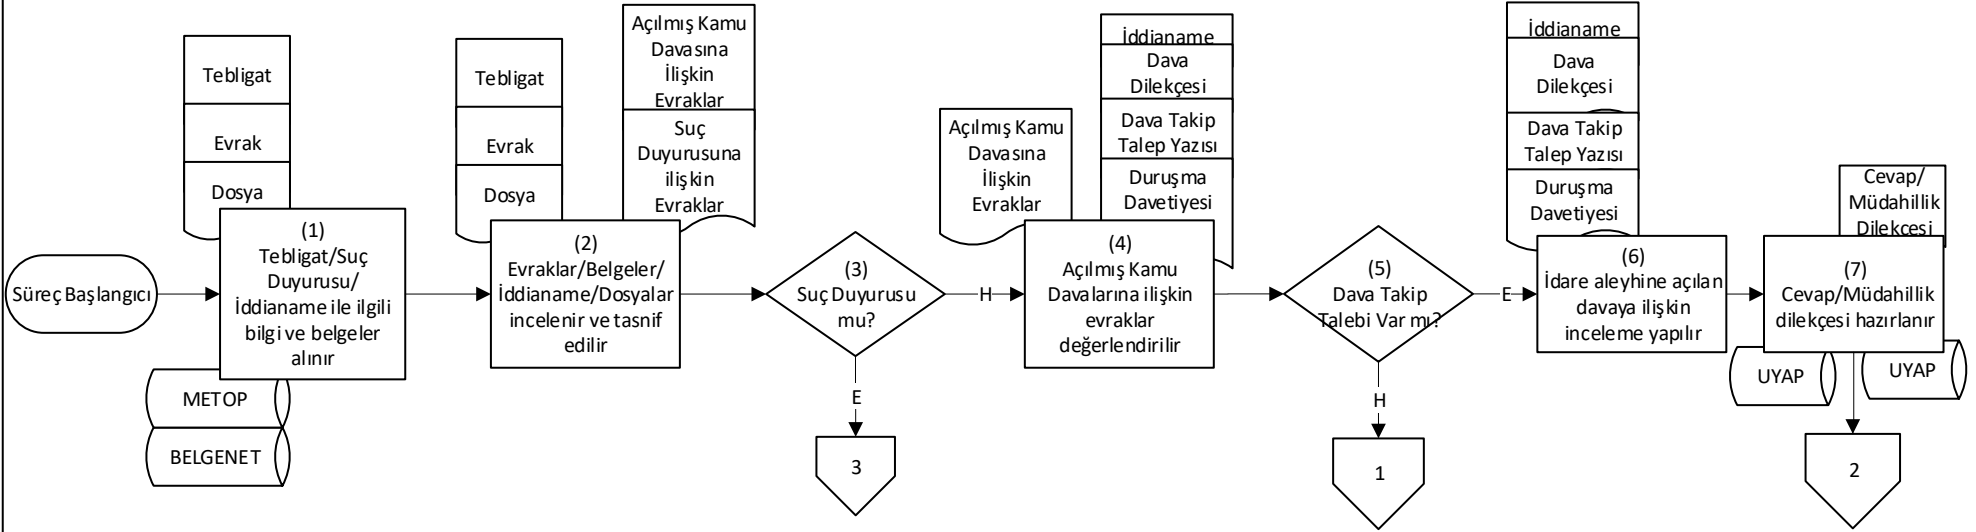 Süreç Başlangıcı
Tebligat
Evrak
Dosya
(1)
Tebligat/Suç
Duyurusu/
İddianame ile ilgili
bilgi ve belgeler
alınır
METOP
BELGENET
Tebligat
Evrak
Dosya
Açılmış Kamu
Davasına
İlişkin
Evraklar
Suç
Duyurusuna
ilişkin
Evraklar
(2)
Evraklar/Belgeler/
İddianame/Dosyalar
incelenir ve tasnif
edilir
(3)
Suç Duyurusu
mu?
H
E
3
Açılmış Kamu
Davasına
İlişkin
Evraklar
İddianame
Dava
Dilekçesi
Dava Takip
Talep Yazısı
Duruşma
Davetiyesi
(4)
Açılmış Kamu
Davalarına ilişkin
evraklar
değerlendirilir
(5)
Dava Takip
Talebi Var mı?
E
H
1
İddianame
Dava
Dilekçesi
Dava Takip
Talep Yazısı
Duruşma
Davetiyesi
(6)
İdare aleyhine açılan
davaya ilişkin
inceleme yapılır
Cevap/
Müdahillik
Dilekçesi
(7)
Cevap/Müdahillik
dilekçesi hazırlanır
UYAP
UYAP
2